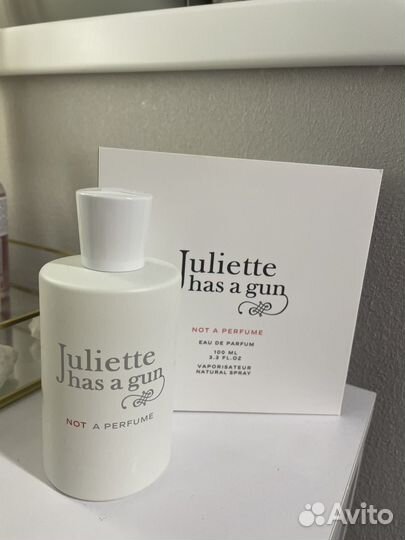 Juliette
has a gun
NOT A PERFUME
EAU DE PARFUM
100 ML
3.3 FL.OZ
VAPORISATEUR
NATURAL SPRAY
Juliette
has a gun
NOT A PERFUME
Avito